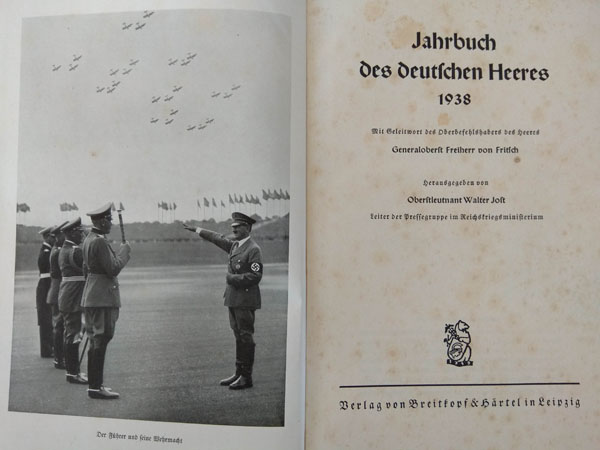 Der Führer und seine Wehrmacht
Jahrbuch
des deutschen Heeres
1938
Mit Geleitwort des Oberbefehlshabers des Heeres
Generaloberst Freiherr von Fritsch
Herausgegeben von
Oberstleutnant Walter Jost
Leiter der Pressegruppe im Reichskriegsministerium
Verlag von Breitkopf & Härtel in Leipzig